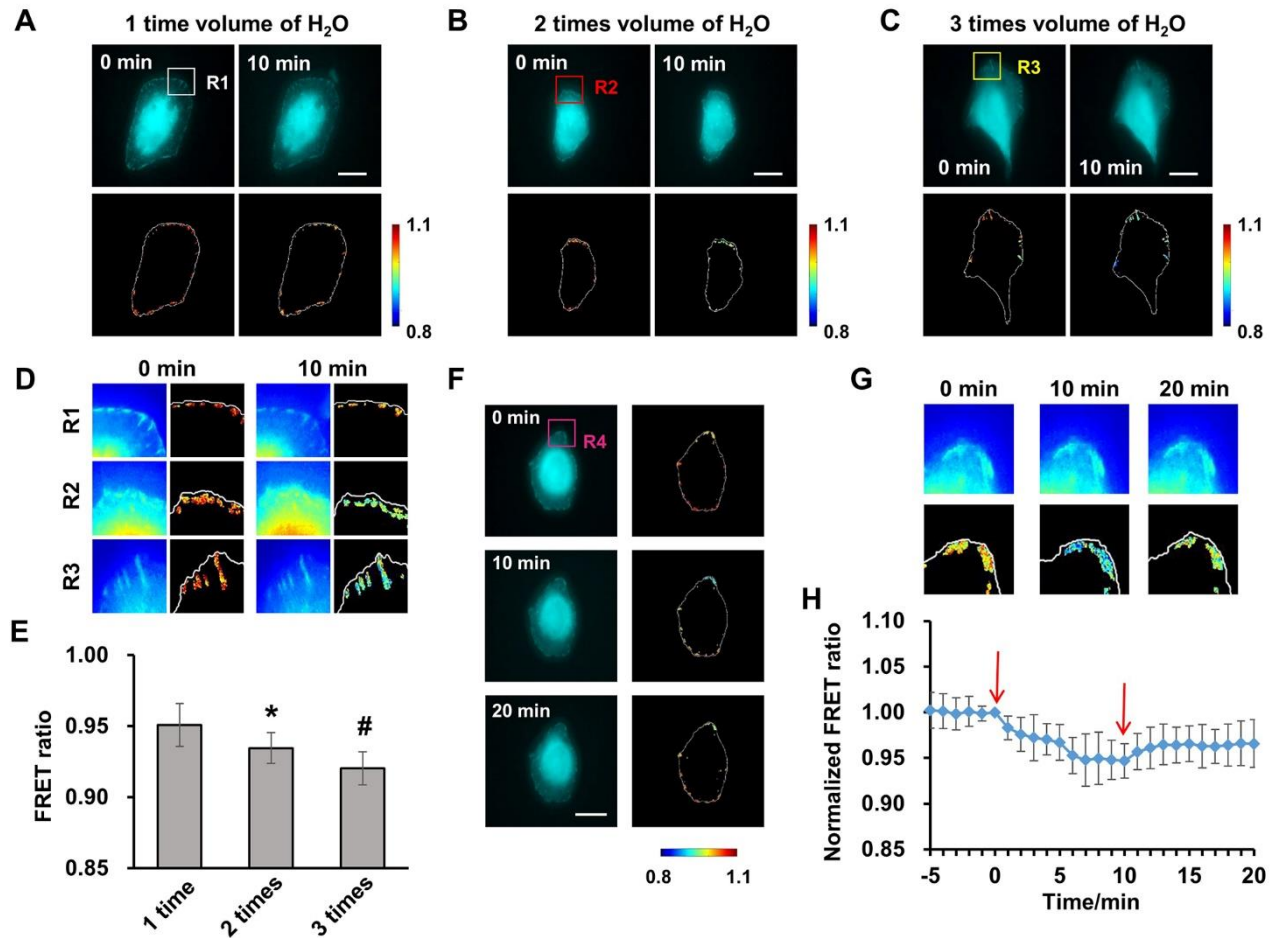 A
1 time volume of H₂O
0 min
10 min
R1
1.1
0.8
B
2 times volume of H₂O
0 min
10 min
R2
1.1
0.8
C
3 times volume of H₂O
R3
0 min
10 min
1.1
0.8
D
0 min
10 min
R1
R2
R3
E
FRET ratio
1.00
0.95
0.90
0.85
*
#
1 time
2 times
3 times
F
0 min
R4
10 min
20 min
0.8
1.1
G
0 min
10 min
20 min
H
Normalized FRET ratio
1.10
1.05
1.00
0.95
0.90
0.85
-5 0 5 10 15 20
Time/min